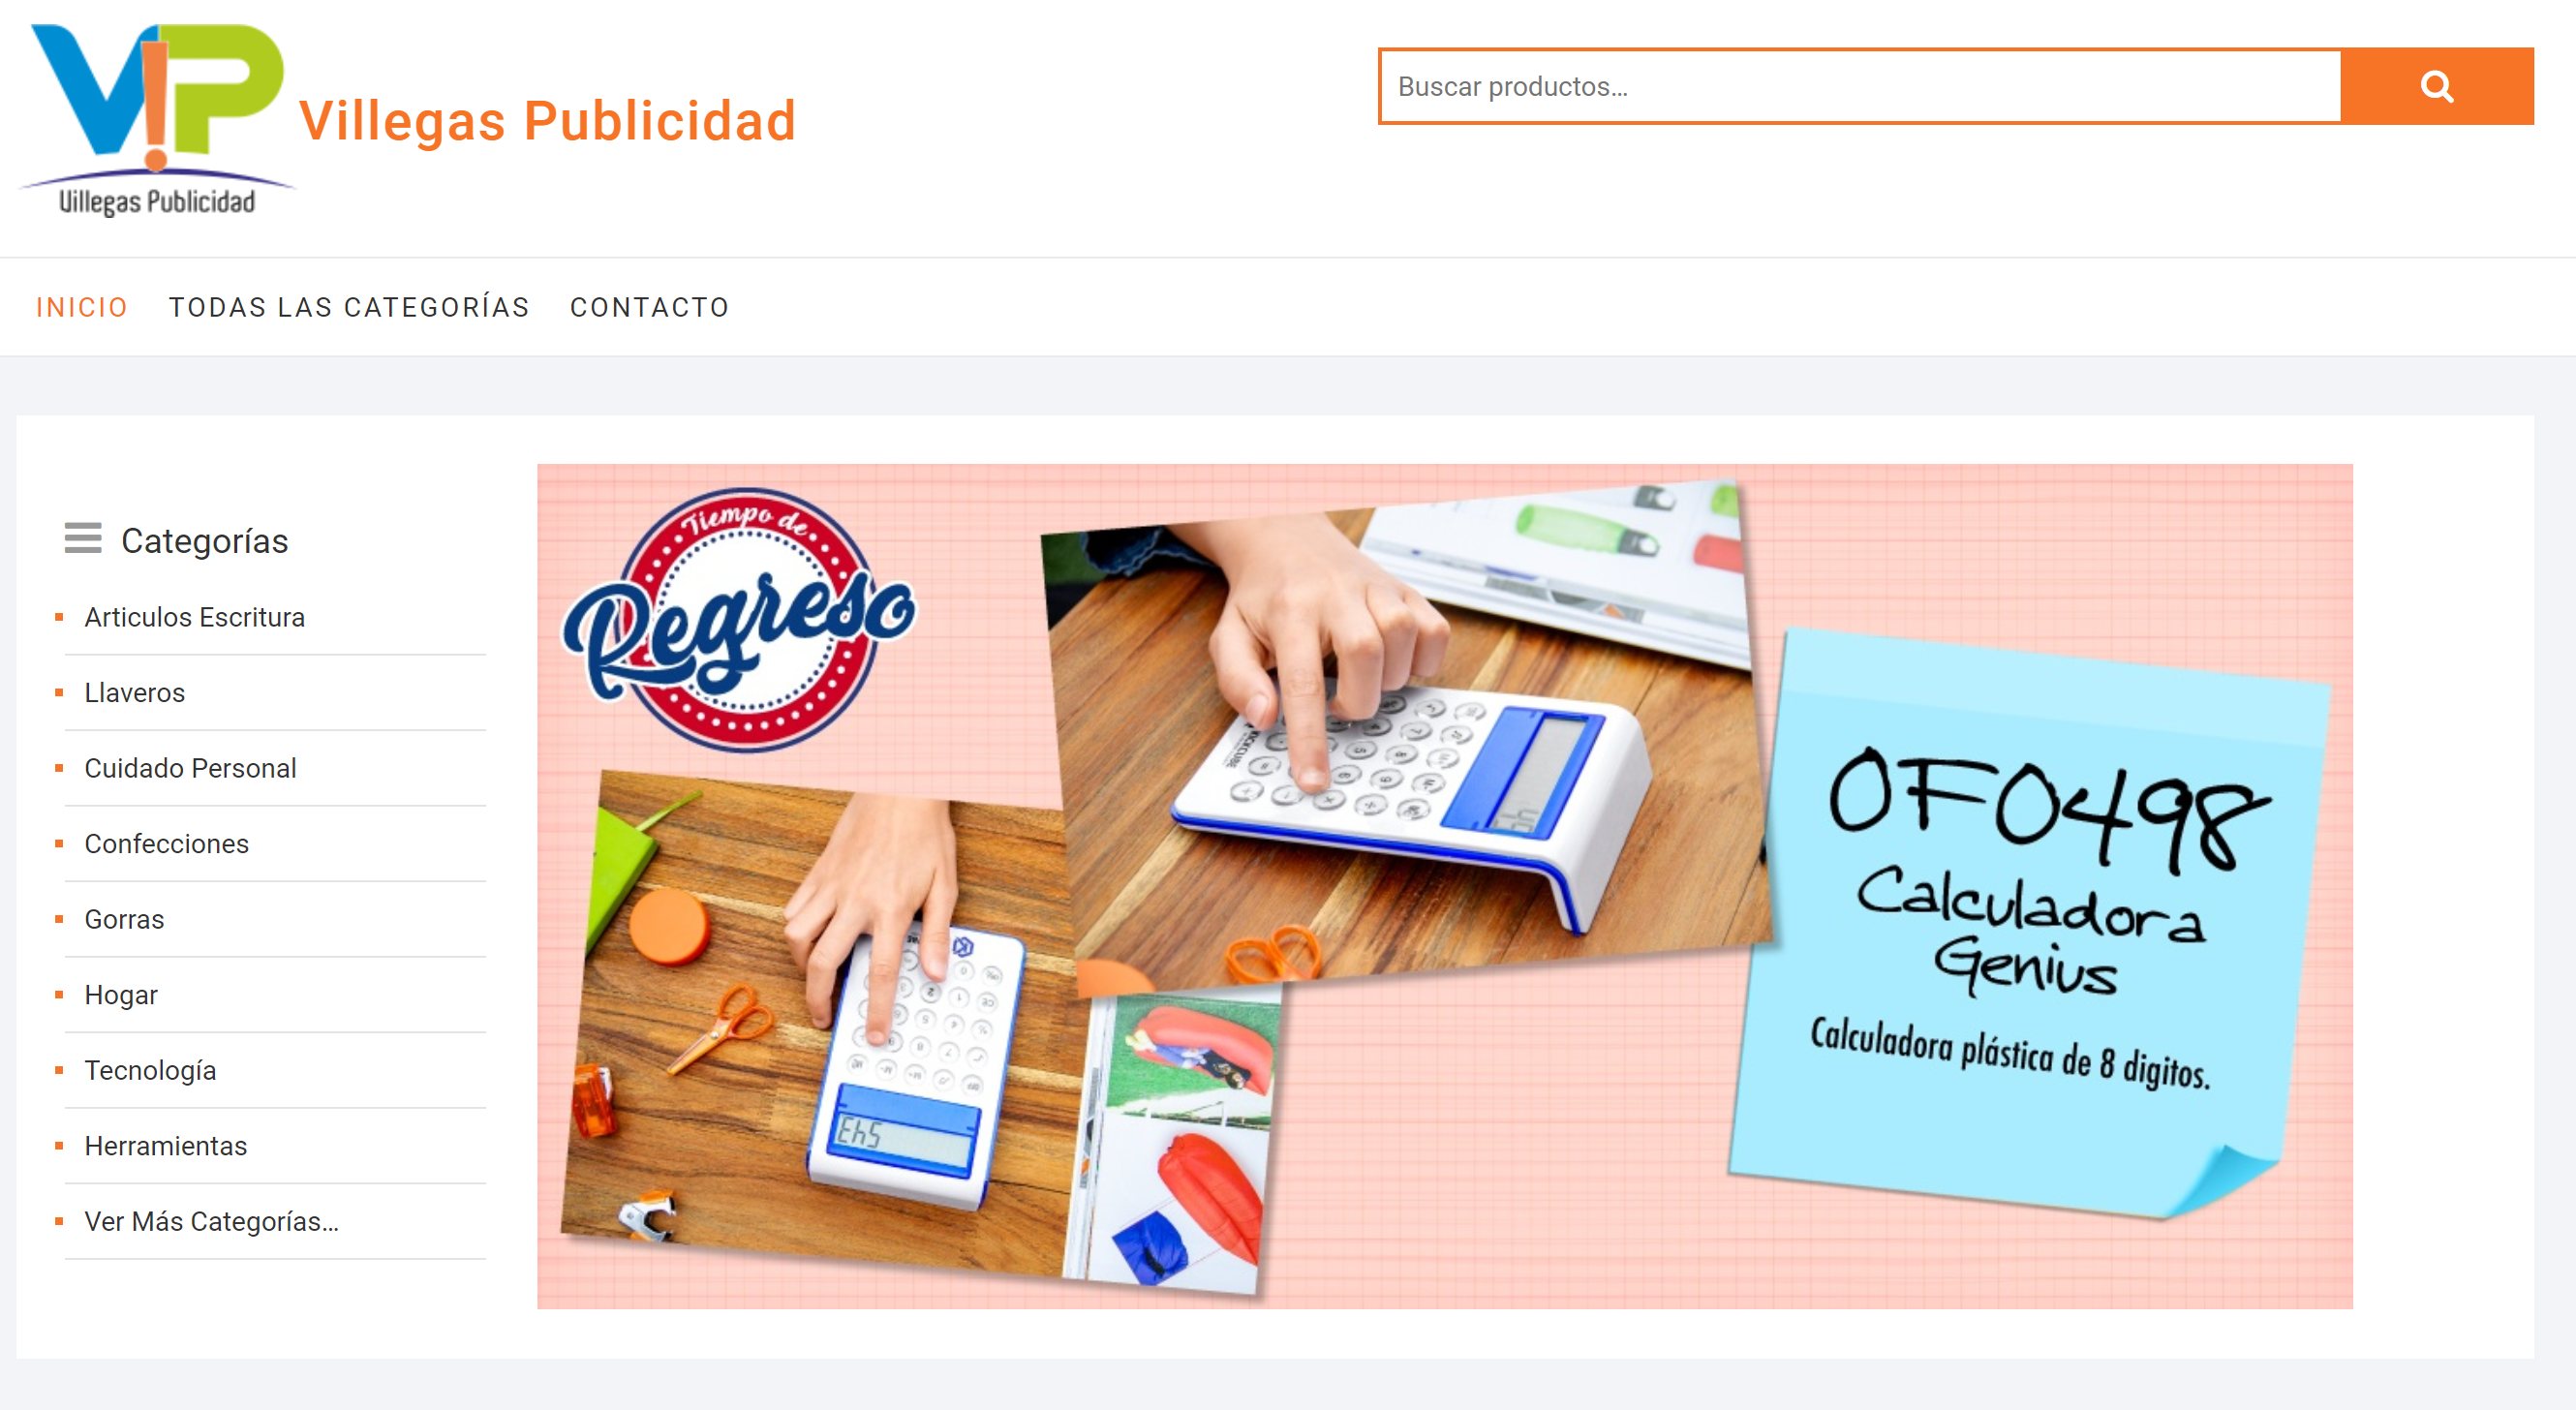 V!P
Villegas Publicidad
Villegas Publicidad
Buscar productos...
INICIO
TODAS LAS CATEGORÍAS
CONTACTO
Categorías
Articulos Escritura
Llaveros
Cuidado Personal
Confecciones
Gorras
Hogar
Tecnología
Herramientas
Ver Más Categorías...
Tiempo de
Regreso
OF0498
Calculadora
Genius
Calculadora plástica de 8 digitos.